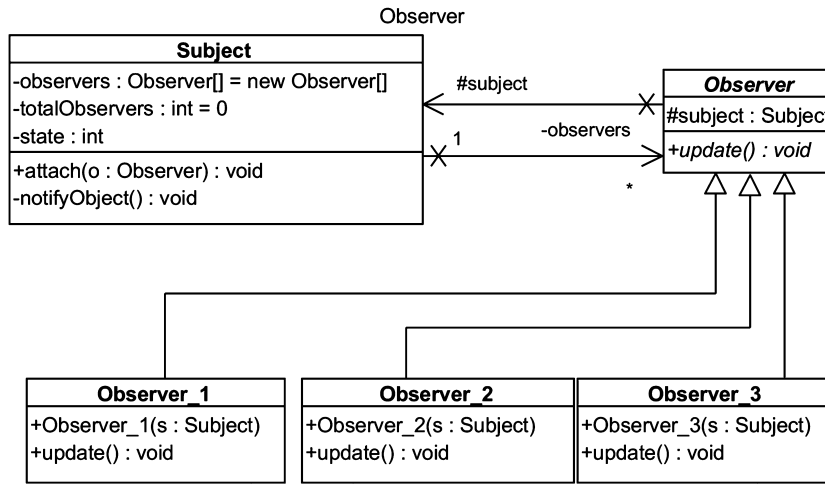 Observer
Subject
-observers : Observer[] = new Observer[]
-totalObservers : int = 0
-state : int
+attach(o : Observer) : void
-notifyObject() : void
#subject
1
-observers
*
Observer
#subject : Subject
+update() : void
Observer_1
+Observer_1(s : Subject)
+update() : void
Observer_2
+Observer_2(s : Subject)
+update() : void
Observer_3
+Observer_3(s : Subject)
+update() : void